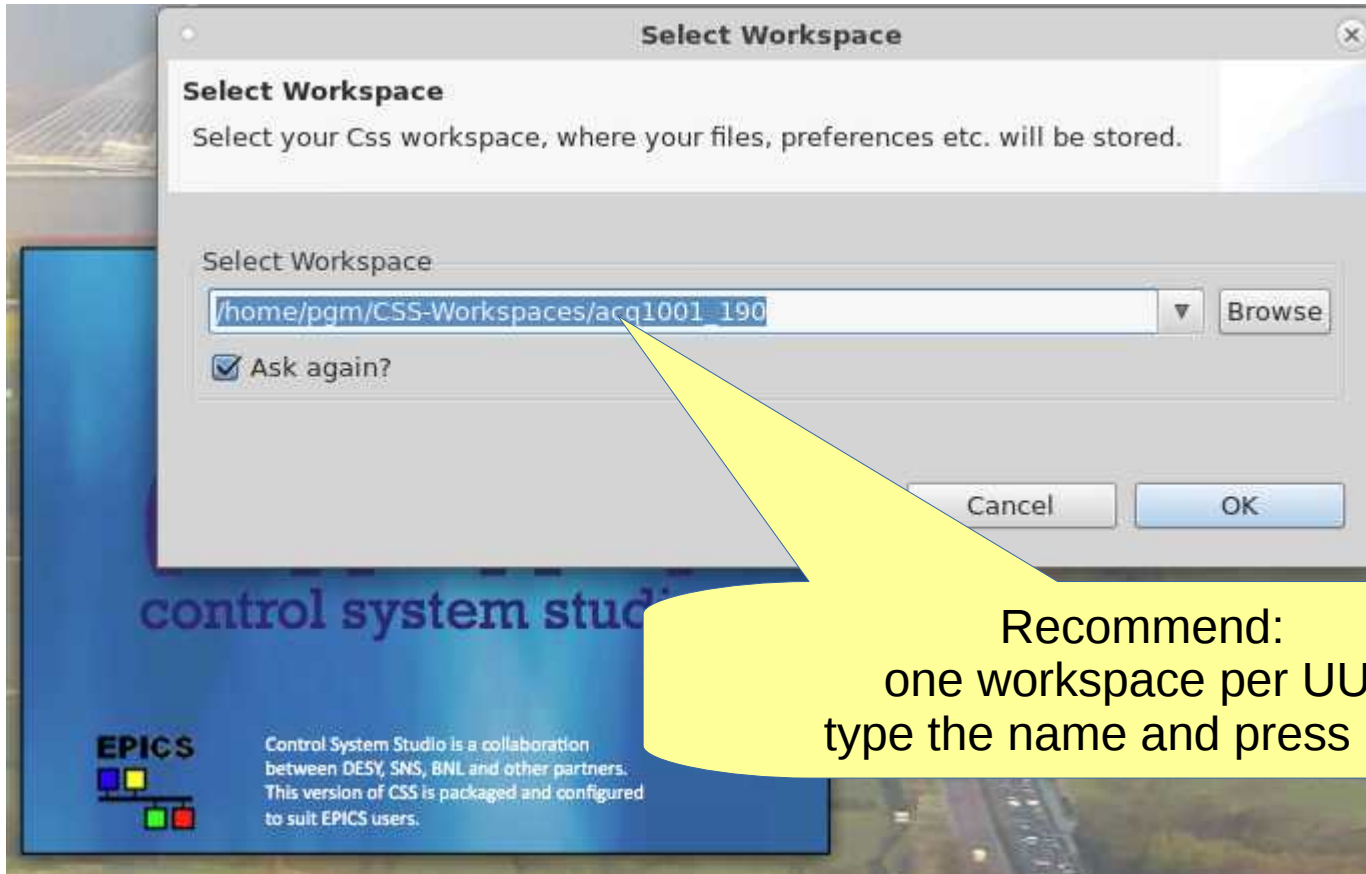 Select Workspace
Select Workspace
Select your Css workspace, where your files, preferences etc. will be stored.
Select Workspace
/home/pgm/CSS-Workspaces/acq1001_190
Browse
Ask again?
Cancel
OK
control system
Recommend:
one workspace per UU
type the name and press
EPICS
Control System Studio is a collaboration
between DESY, SNS, BNL and other partners.
This version of CSS is packaged and configured
to suit EPICS users.